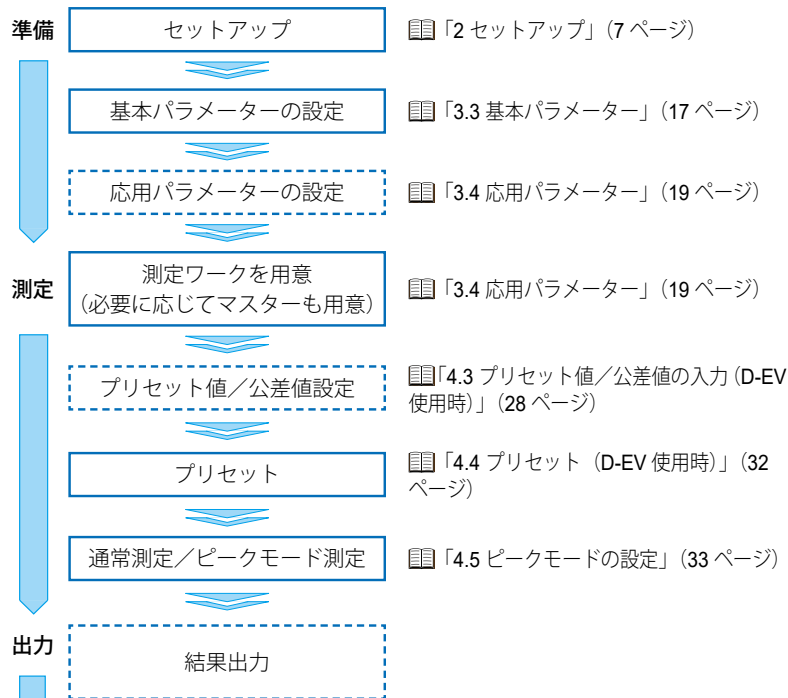 準備
セットアップ
「2 セットアップ」（7 ページ）
基本パラメーターの設定
「3.3 基本パラメーター」（17 ページ）
応用パラメーターの設定
「3.4 応用パラメーター」（19 ページ）
測定
測定ワークを用意
（必要に応じてマスターも用意）
「3.4 応用パラメーター」（19 ページ）
プリセット値／公差値設定
「4.3 プリセット値／公差値の入力（D-EV
使用時）」（28 ページ）
プリセット
「4.4 プリセット（D-EV 使用時）」（32
ページ）
通常測定／ピークモード測定
「4.5 ピークモードの設定」（33 ページ）
出力
結果出力